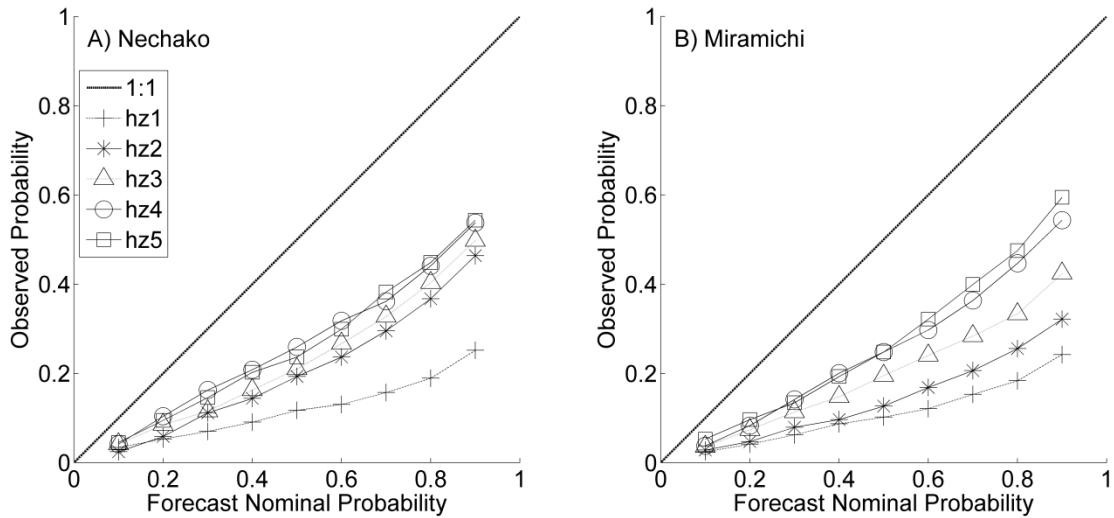 A) Nechako
1:1
hz1
hz2
hz3
hz4
hz5
Observed Probability
1
0.8
0.6
0.4
0.2
0
0.2 0.4 0.6 0.8 1
Forecast Nominal Probability
B) Miramichi
Observed Probability
1
0.8
0.6
0.4
0.2
0
0.2 0.4 0.6 0.8 1
Forecast Nominal Probability